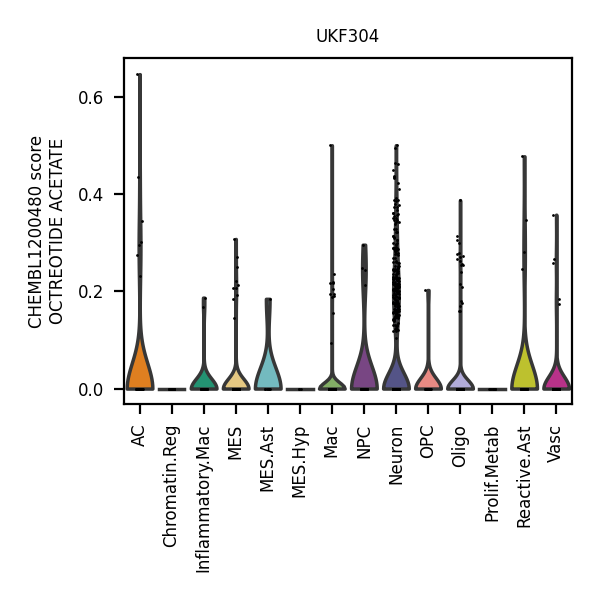 UKF304
CHEMBL1200480 score
OCTREOTIDE ACETATE
0.6
0.4
0.2
0.0
AC
Chromatin.Reg
Inflammatory.Mac
MES
MES.Ast
MES.Hyp
Mac
NPC
Neuron
OPC
Oligo
Prolif.Metab
Reactive.Ast
Vasc